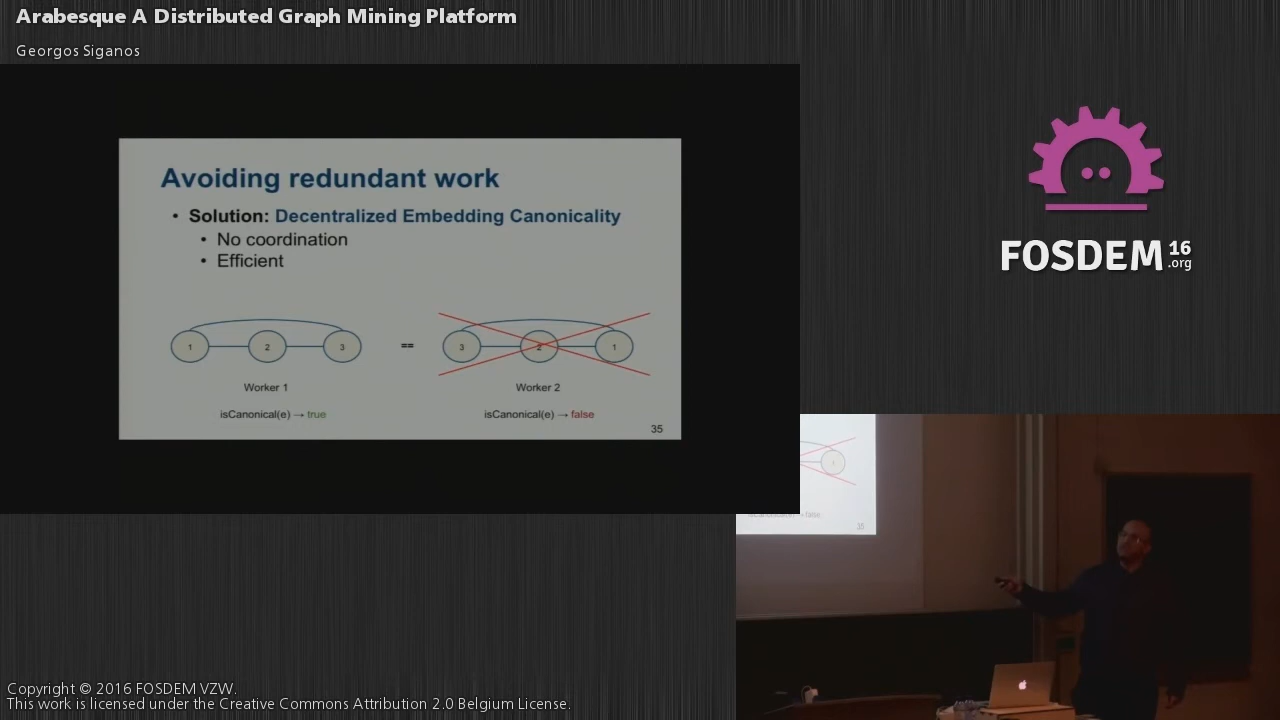 Arabesque A Distributed Graph Mining Platform
Georgos Siganos
Avoiding redundant work
• Solution: Decentralized Embedding Canonicality
• No coordination
• Efficient
1 2 3 == 3 2 1
Worker 1 Worker 2
isCanonical(e) → true isCanonical(e) → false
35
FOSDEM 16 .org
35
Copyright © 2016 FOSDEM VZW.
This work is licensed under the Creative Commons Attribution 2.0 Belgium License.